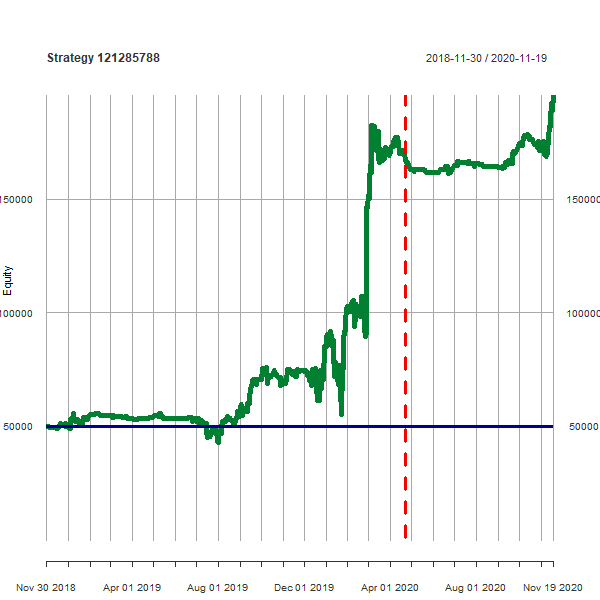 Strategy 121285788
2018-11-30 / 2020-11-19
150000
150000
Equity
100000
100000
50000
50000
Nov 30 2018
Apr 01 2019
Aug 01 2019
Dec 01 2019
Apr 01 2020
Aug 01 2020
Nov 19 2020